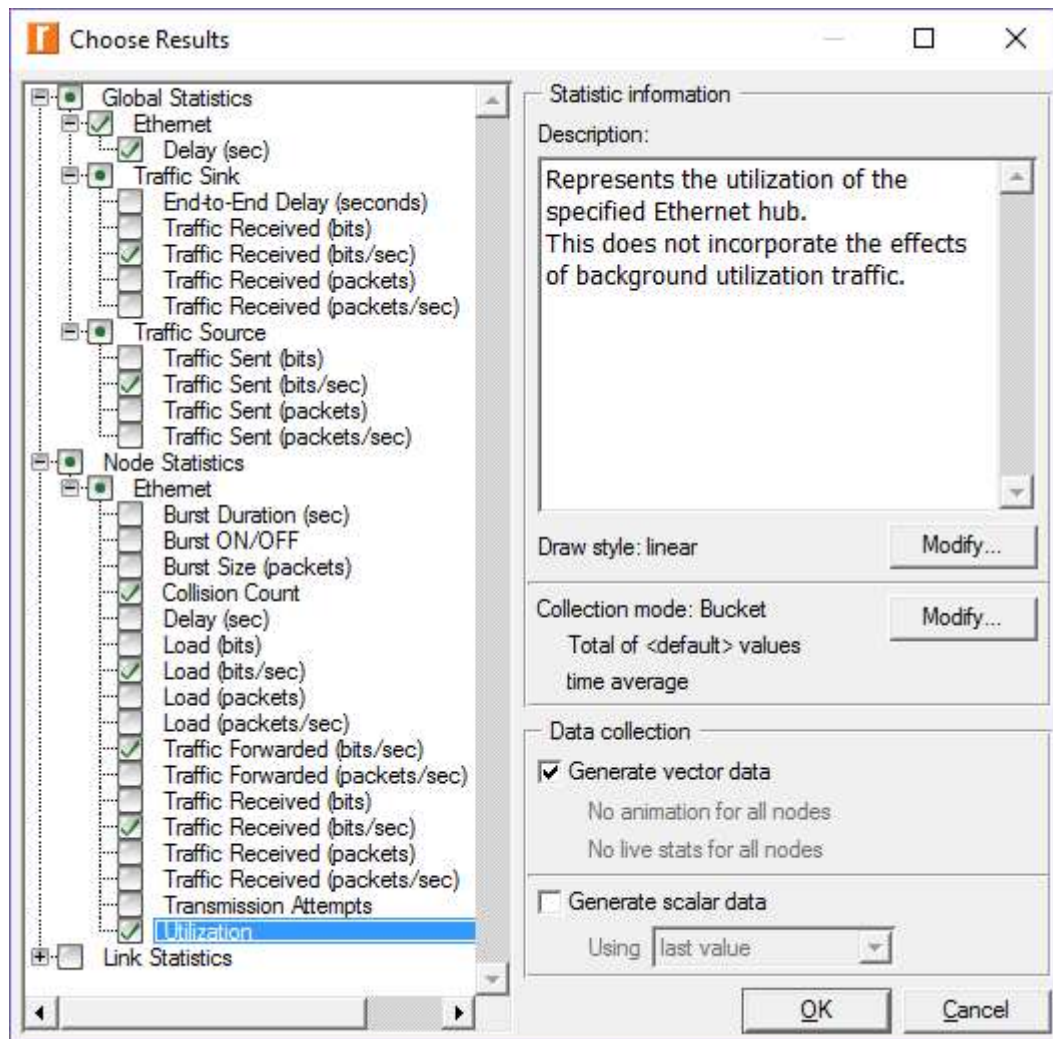 Choose Results
Global Statistics
Ethernet
Delay (sec)
Traffic Sink
End-to-End Delay (seconds)
Traffic Received (bits)
Traffic Received (bits/sec)
Traffic Received (packets)
Traffic Received (packets/sec)
Traffic Source
Traffic Sent (bits)
Traffic Sent (bits/sec)
Traffic Sent (packets)
Traffic Sent (packets/sec)
Node Statistics
Ethernet
Burst Duration (sec)
Burst ON/OFF
Burst Size (packets)
Collision Count
Delay (sec)
Load (bits)
Load (bits/sec)
Load (packets)
Load (packets/sec)
Traffic Forwarded (bits/sec)
Traffic Forwarded (packets/sec)
Traffic Received (bits)
Traffic Received (bits/sec)
Traffic Received (packets)
Traffic Received (packets/sec)
Transmission Attempts
Utilization
Link Statistics
Statistic information
Description:
Represents the utilization of the
specified Ethernet hub.
This does not incorporate the effects
of background utilization traffic.
Draw style: linear
Modify...
Collection mode: Bucket
Modify...
Total of <default> values
time average
Data collection
Generate vector data
No animation for all nodes
No live stats for all nodes
Generate scalar data
Using last value
OK
Cancel